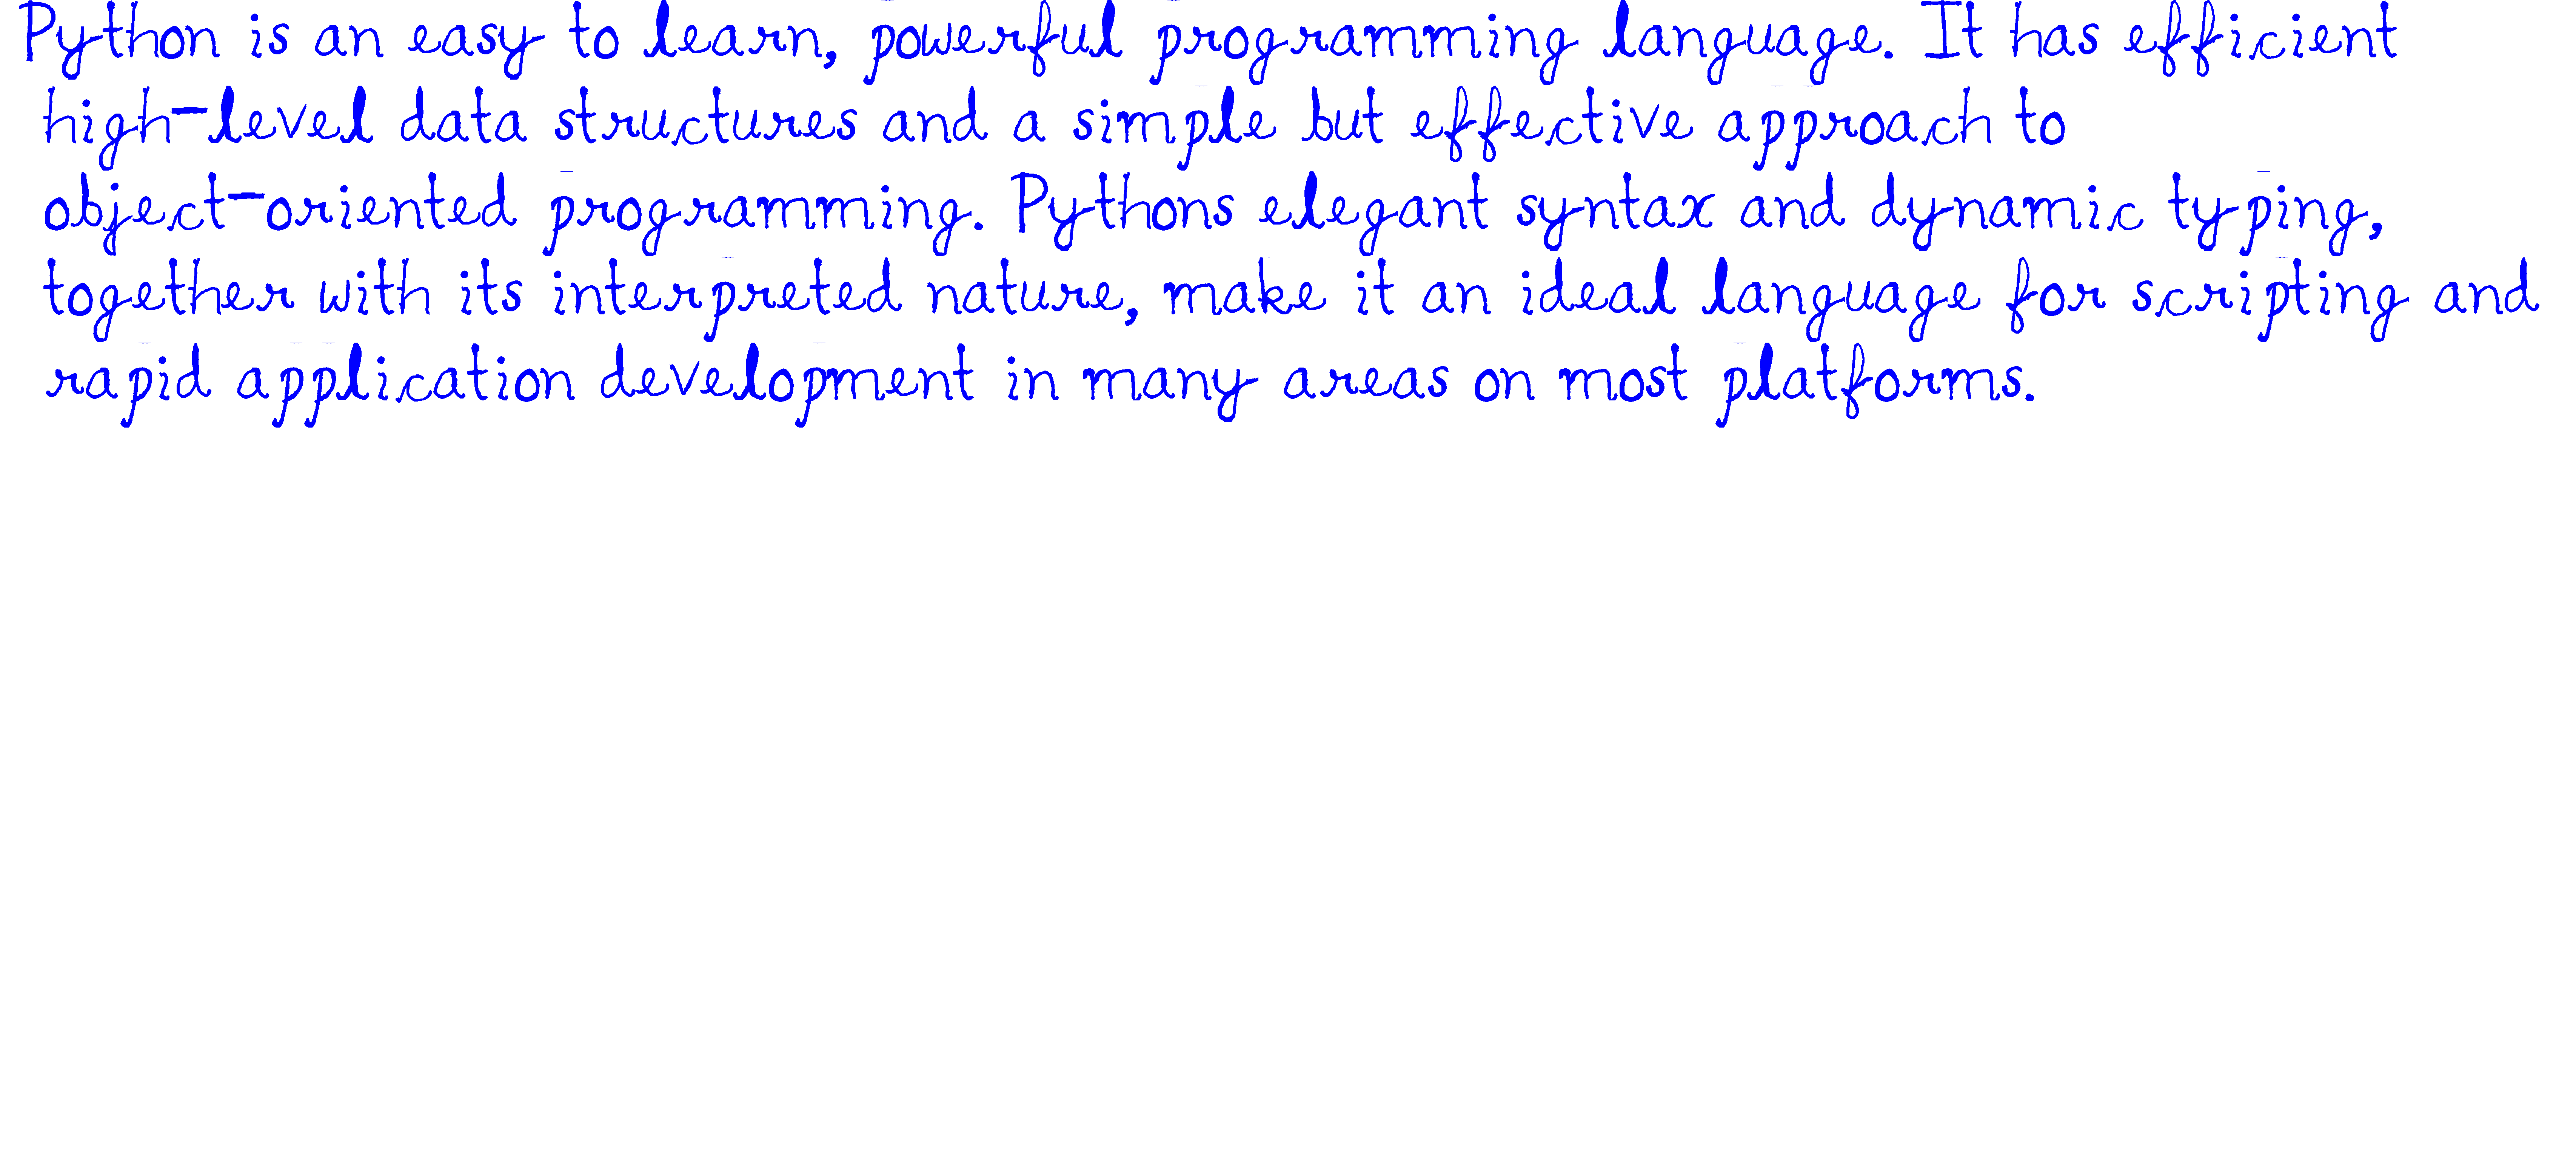 Python is an easy to learn, powerful programming language. It has efficient
high-level data structures and a simple but effective approach to
object-oriented programming. Pythons elegant syntax and dynamic typing,
together with its interpreted nature, make it an ideal language for scripting and
rapid application development in many areas on most platforms.